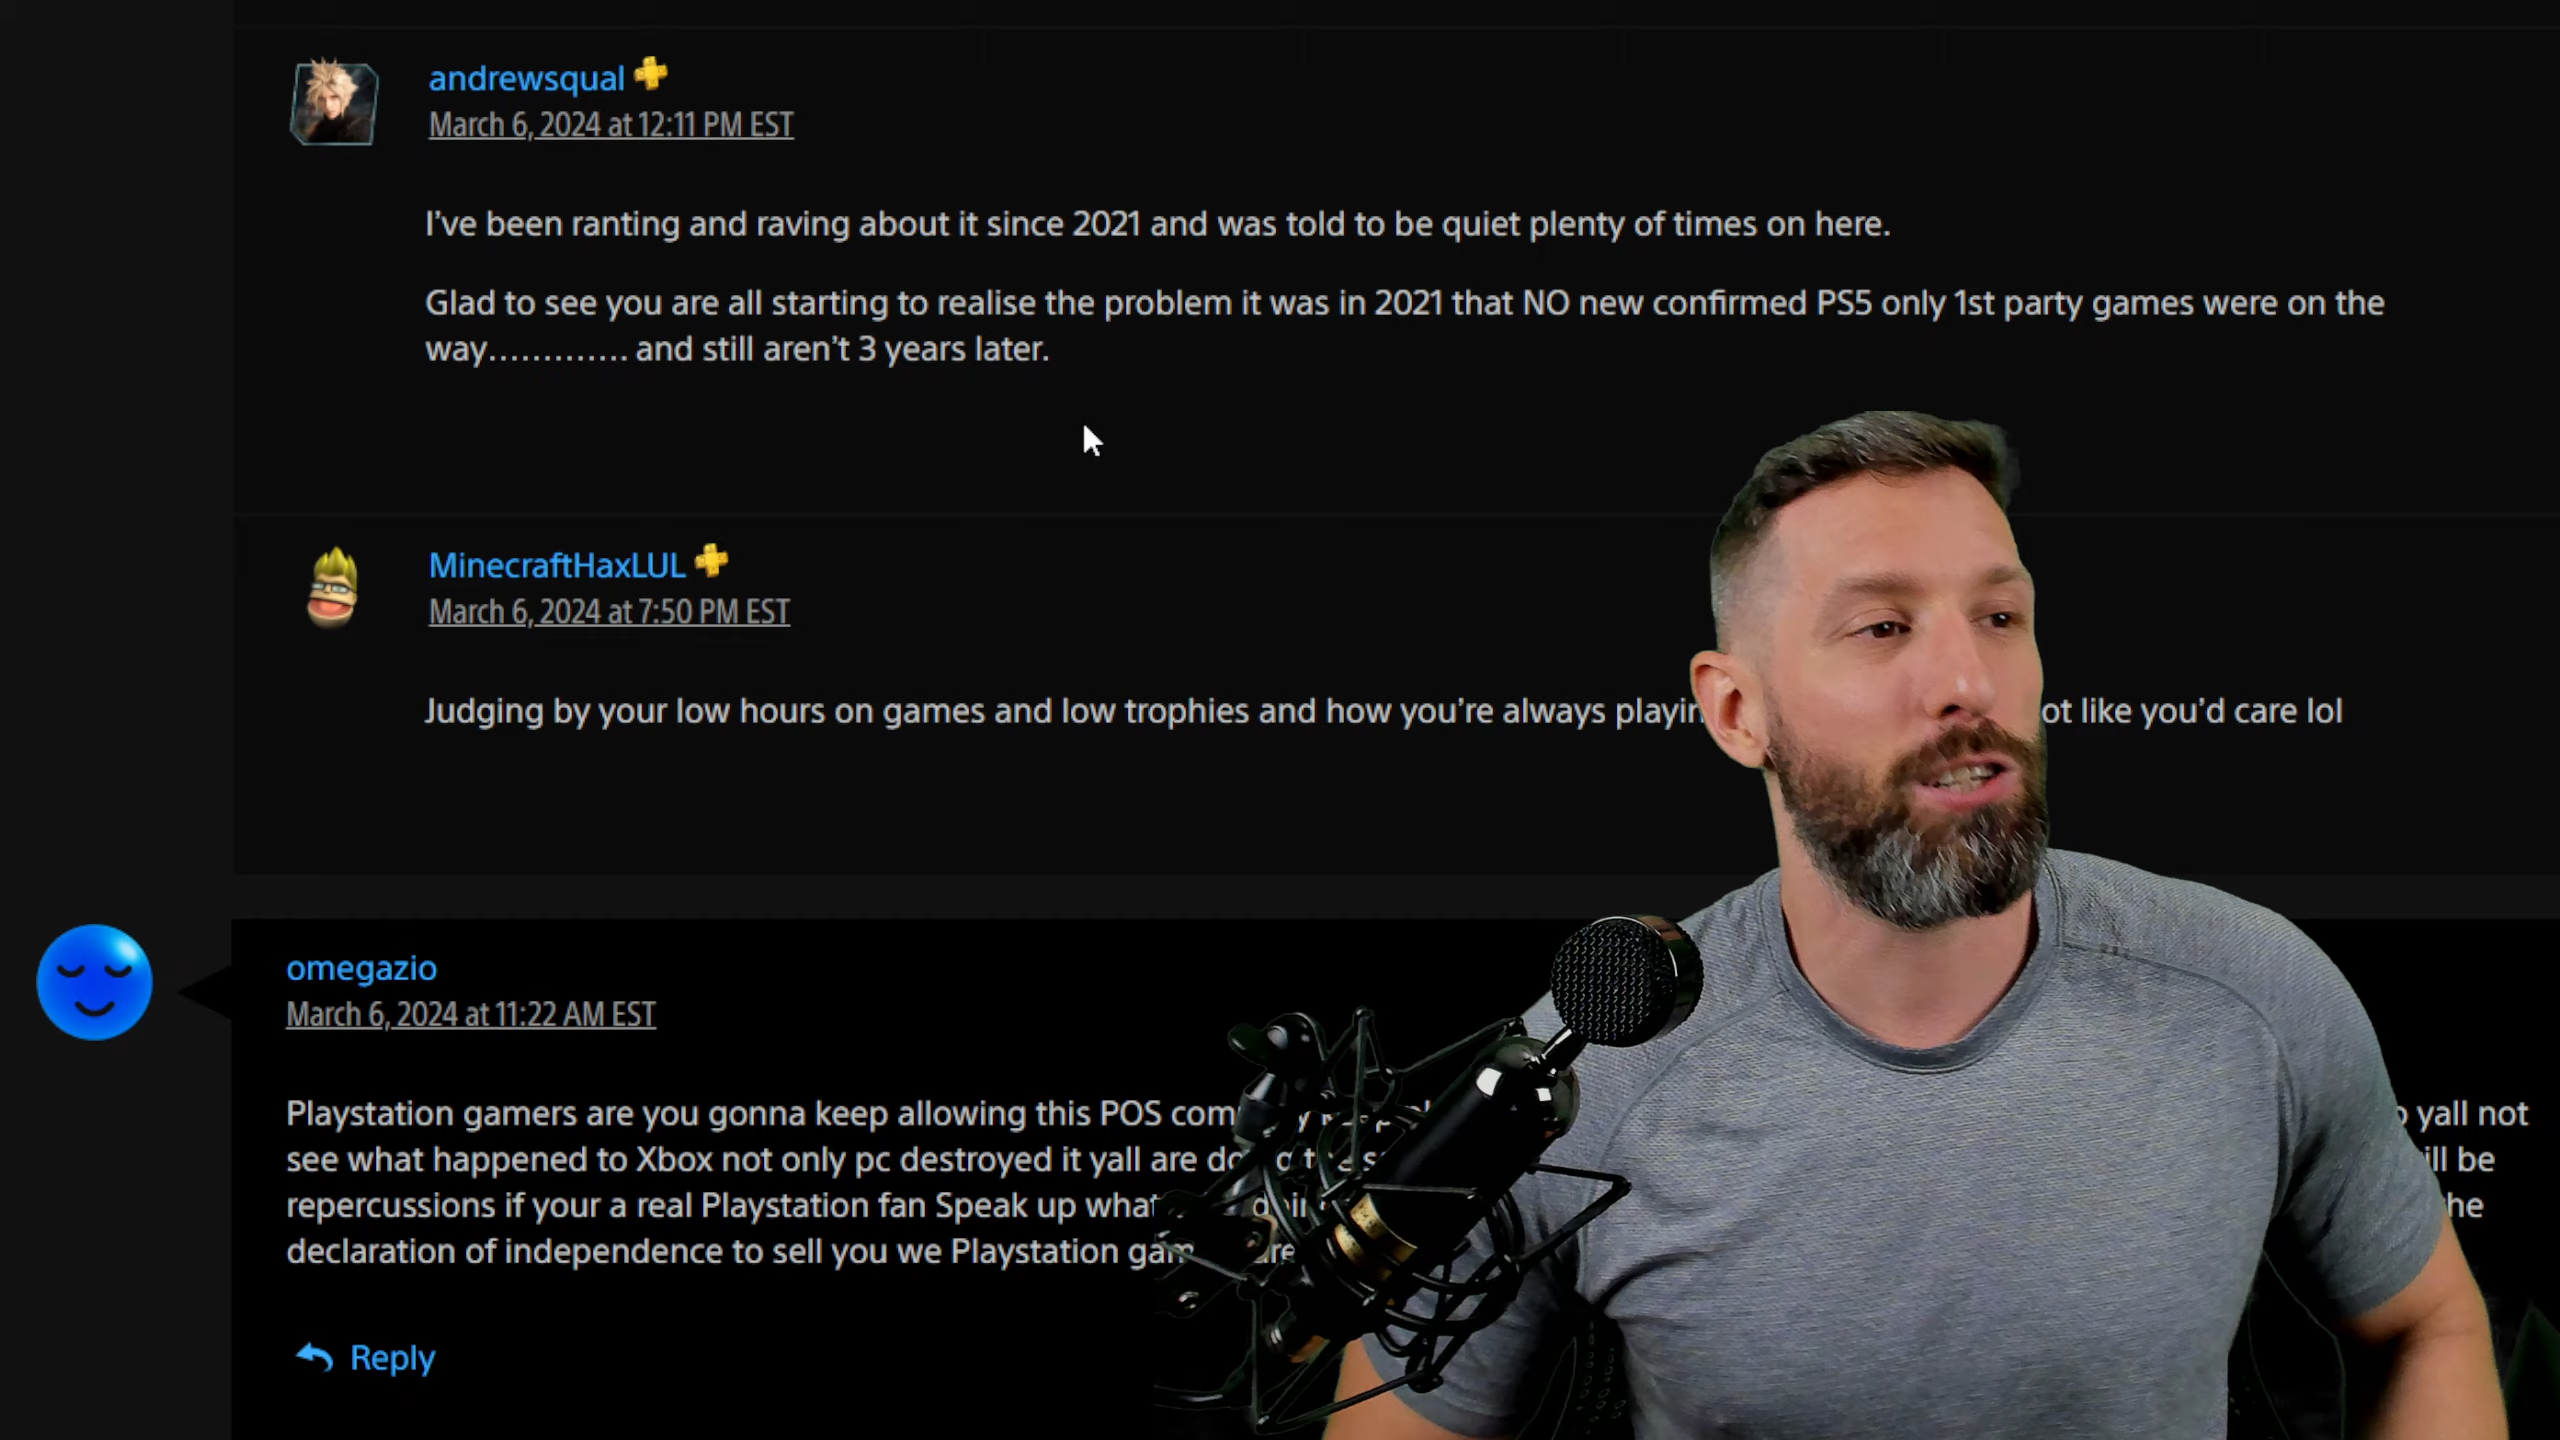 andrewsqual
March 6, 2024 at 12:11 PM EST
I've been ranting and raving about it since 2021 and was told to be quiet plenty of times on here.
Glad to see you are all starting to realise the problem it was in 2021 that NO new confirmed PS5 only 1st party games were on the
way............. and still aren't 3 years later.
MinecraftHaxLUL
March 6, 2024 at 7:50 PM EST
Judging by your low hours on games and low trophies and how you're always like you'd care lol
omegazio
March 6, 2024 at 11:22 AM EST
Playstation gamers are you gonna keep allowing this POS yall not
see what happened to Xbox not only pc destroyed it yall are be
repercussions if your a real Playstation fan Speak up
declaration of independence to sell you we Playstation
Reply